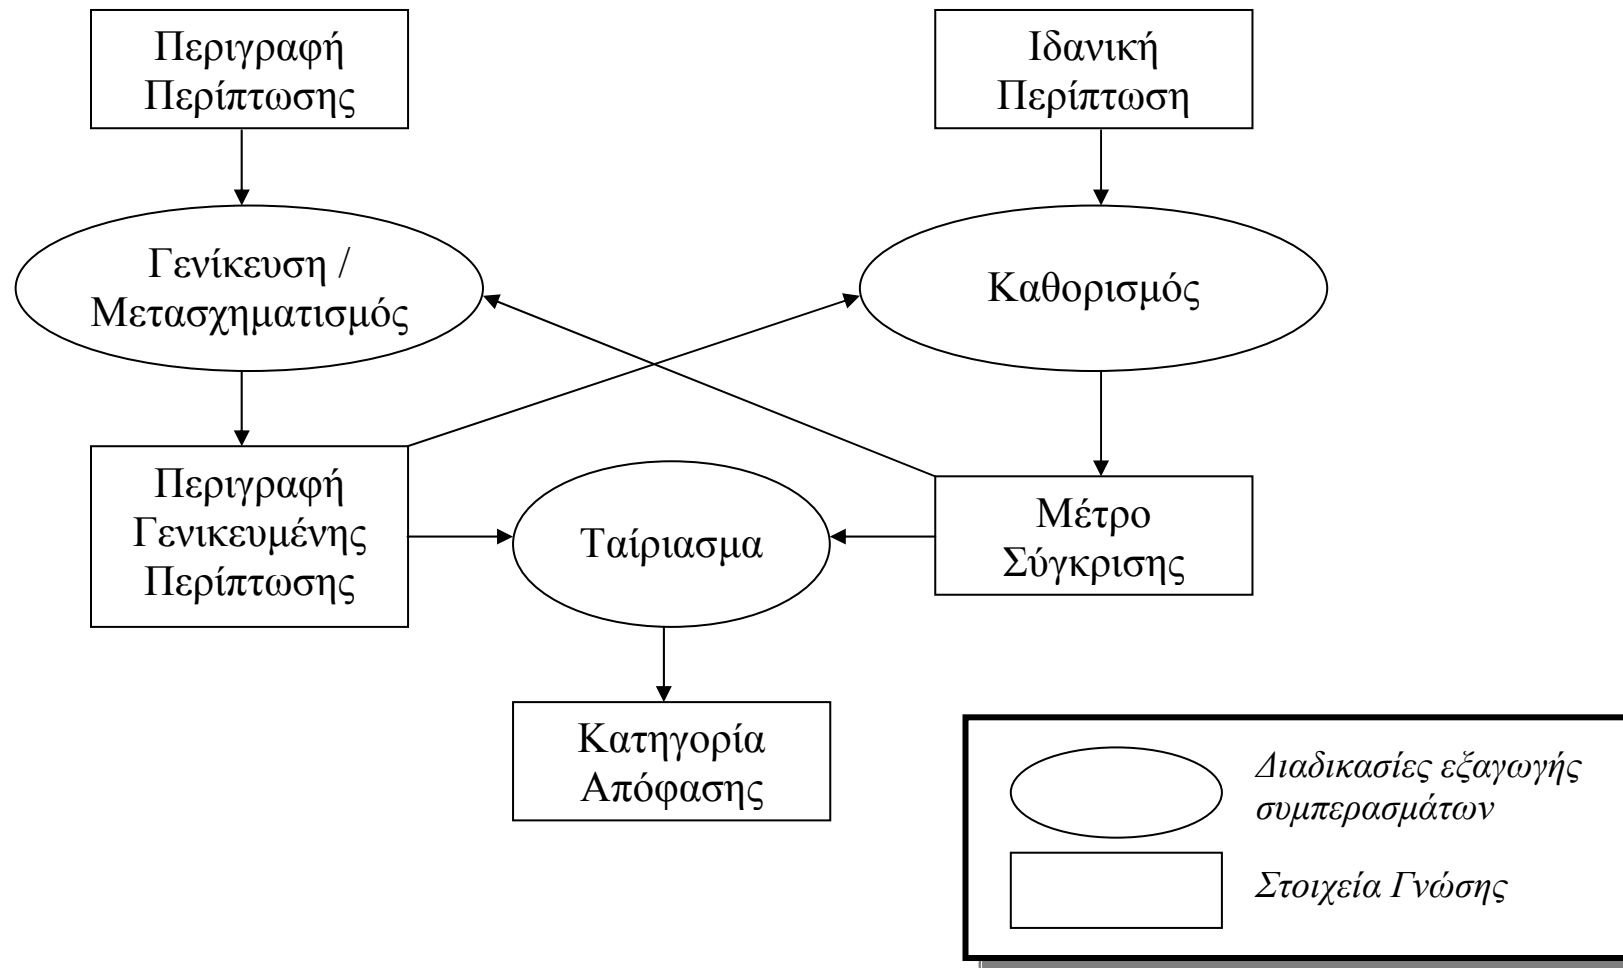 Περιγραφή
Περίπτωσης
Ιδανική
Περίπτωση
Γενίκευση /
Μετασχηματισμός
Καθορισμός
Περιγραφή
Γενικευμένης
Περίπτωσης
Ταίριασμα
Μέτρο
Σύγκρισης
Κατηγορία
Απόφασης
Διαδικασίες εξαγωγής
συμπερασμάτων
Στοιχεία Γνώσης